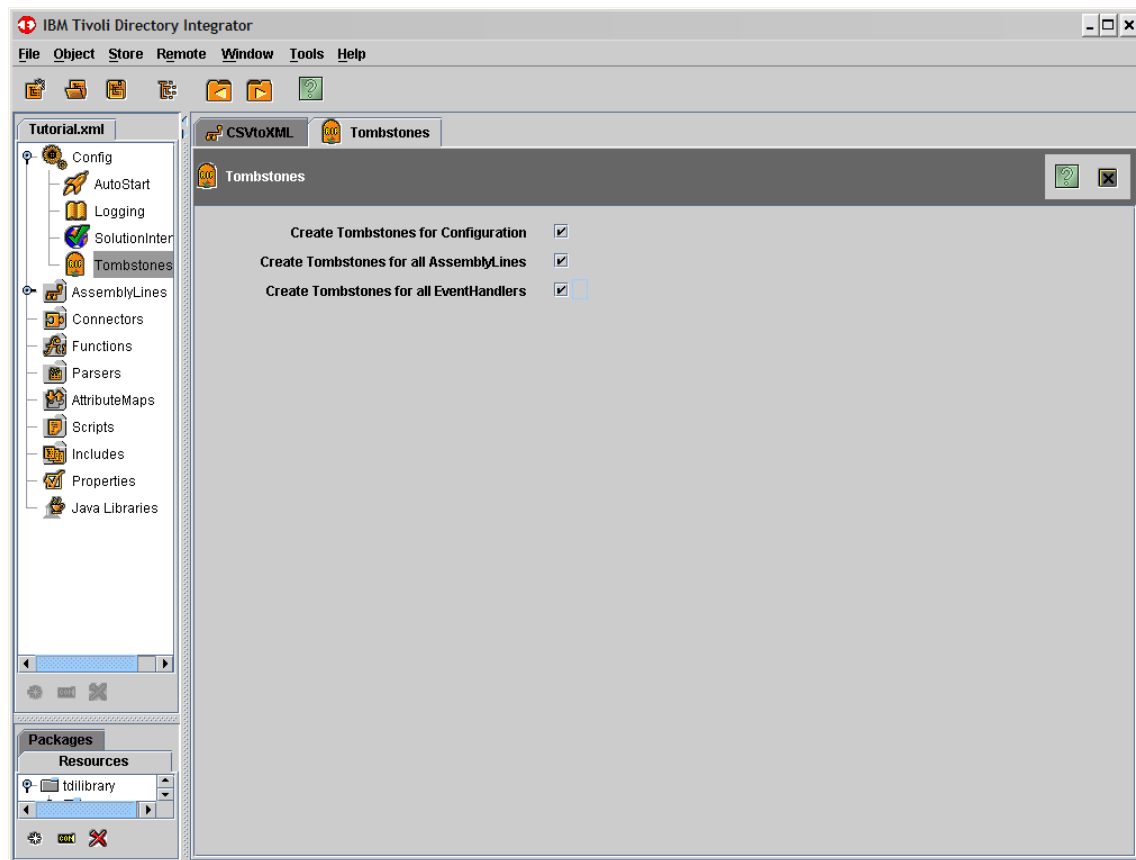 IBM Tivoli Directory Integrator
File Object Store Remote Window Tools Help
Tutorial.xml
Config
AutoStart
Logging
SolutionInter
Tombstones
AssemblyLines
Connectors
Functions
Parsers
AttributeMaps
Scripts
Includes
Properties
Java Libraries
Packages
Resources
tdilibrary
CSVtoXML
Tombstones
Tombstones
Create Tombstones for Configuration
Create Tombstones for all AssemblyLines
Create Tombstones for all EventHandlers